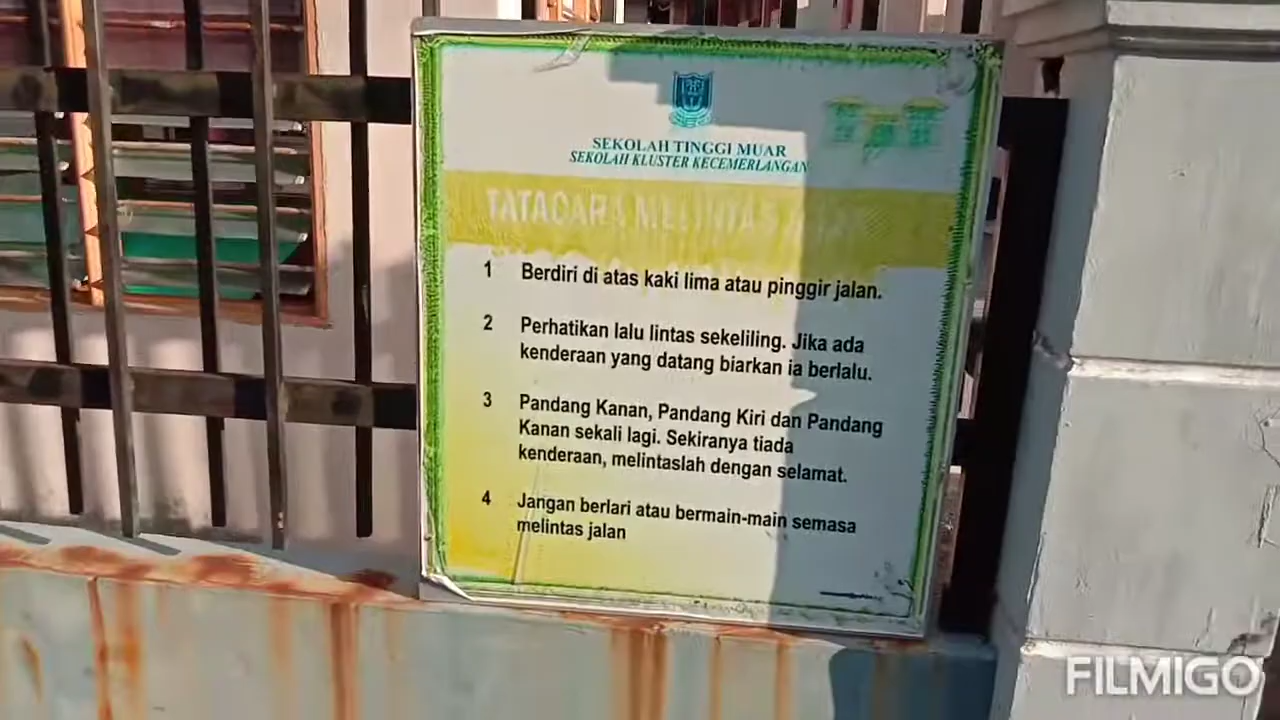 SEKOLAH TINGGI MUAR
SEKOLAH KLUSTER KECEMERLANGAN
TATACARA MELINTAS
1 Berdiri di atas kaki lima atau pinggir jalan.
2 Perhatikan lalu lintas sekeliling. Jika ada
kenderaan yang datang biarkan ia berlalu.
3 Pandang Kanan, Pandang Kiri dan Pandang
Kanan sekali lagi. Sekiranya tiada
kenderaan, melintaslah dengan selamat.
4 Jangan berlari atau bermain-main semasa
melintas jalan
FILMIGO